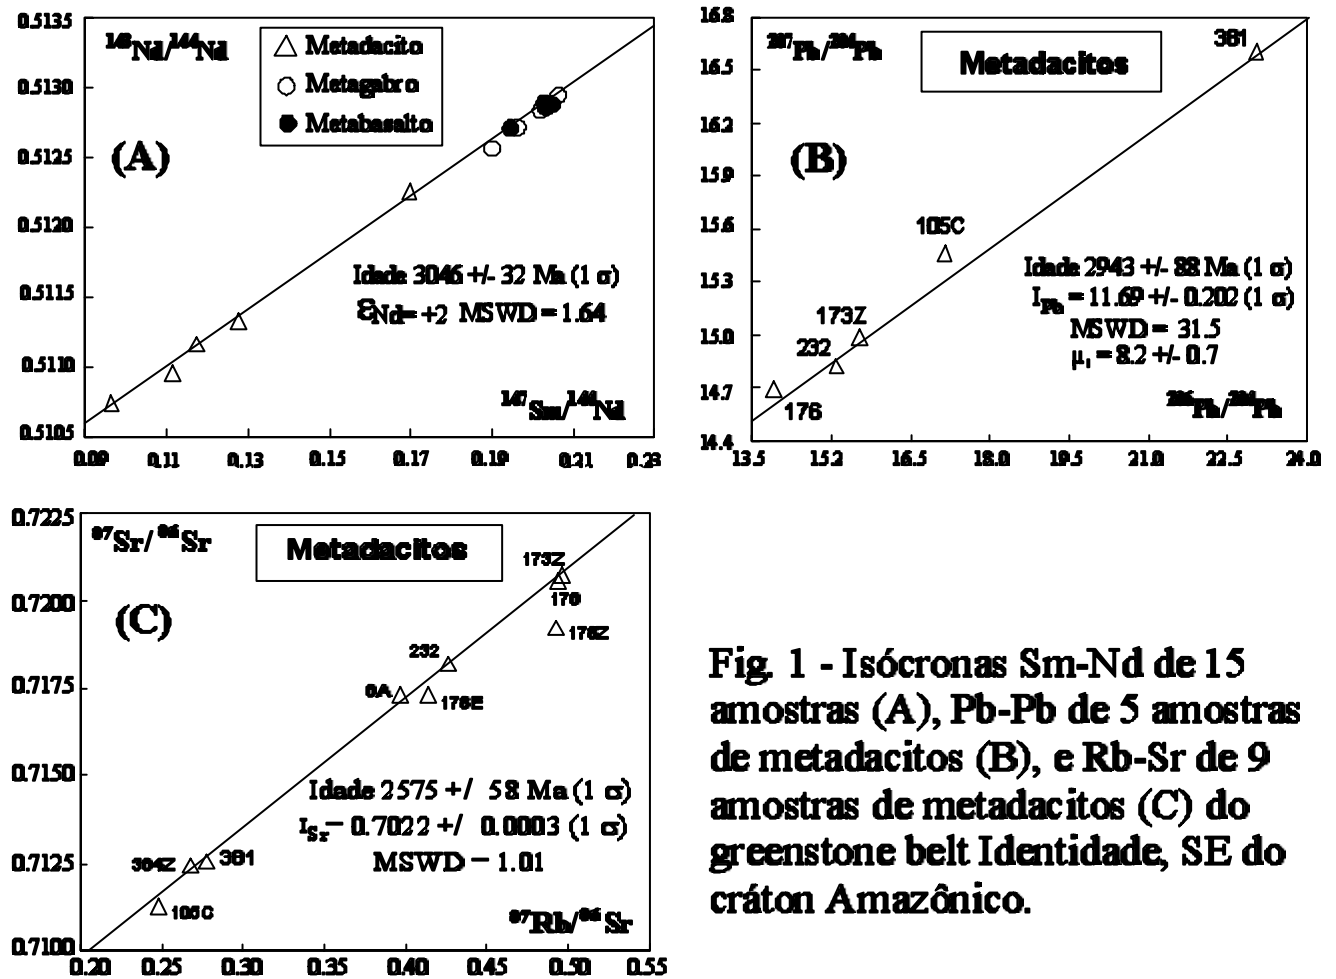 0.5135
0.5130
0.5125
0.5120
0.5115
0.5110
0.5105
0.09 0.11 0.13 0.15 0.17 0.19 0.21 0.23
¹⁴³Nd/¹⁴⁴Nd
Metadacito
Metagabro
Metabasalto
(A)
Idade 3046 +/- 32 Ma (1 σ)
εNd= +2 MSWD = 1.64
¹⁴⁷Sm/¹⁴⁴Nd
16.8
16.5
16.2
15.9
15.6
15.3
15.0
14.7
14.4
13.5 15.2 16.5 18.0 19.5 21.0 22.5 24.0
²⁰⁷Pb/²⁰⁴Pb
Metadacitos
381
(B)
105C
173Z
232
176
Idade 2943 +/- 88 Ma (1 σ)
IPb = 11.69 +/- 0.202 (1 σ)
MSWD = 31.5
μ₁ = 8.2 +/- 0.7
²⁰⁶Pb/²⁰⁴Pb
0.7225
0.7200
0.7175
0.7150
0.7125
0.7100
0.20 0.25 0.30 0.35 0.40 0.45 0.50 0.55
⁸⁷Sr/⁸⁶Sr
Metadacitos
(C)
173Z
176
176Z
232
6A
176E
364Z
381
105C
Idade 2575 +/ 58 Ma (1 σ)
ISr– 0.7022 +/ 0.0003 (1 σ)
MSWD – 1.01
⁸⁷Rb/⁸⁶Sr
Fig. 1 - Isócronas Sm-Nd de 15
amostras (A), Pb-Pb de 5 amostras
de metadacitos (B), e Rb-Sr de 9
amostras de metadacitos (C) do
greenstone belt Identidade, SE do
cráton Amazônico.